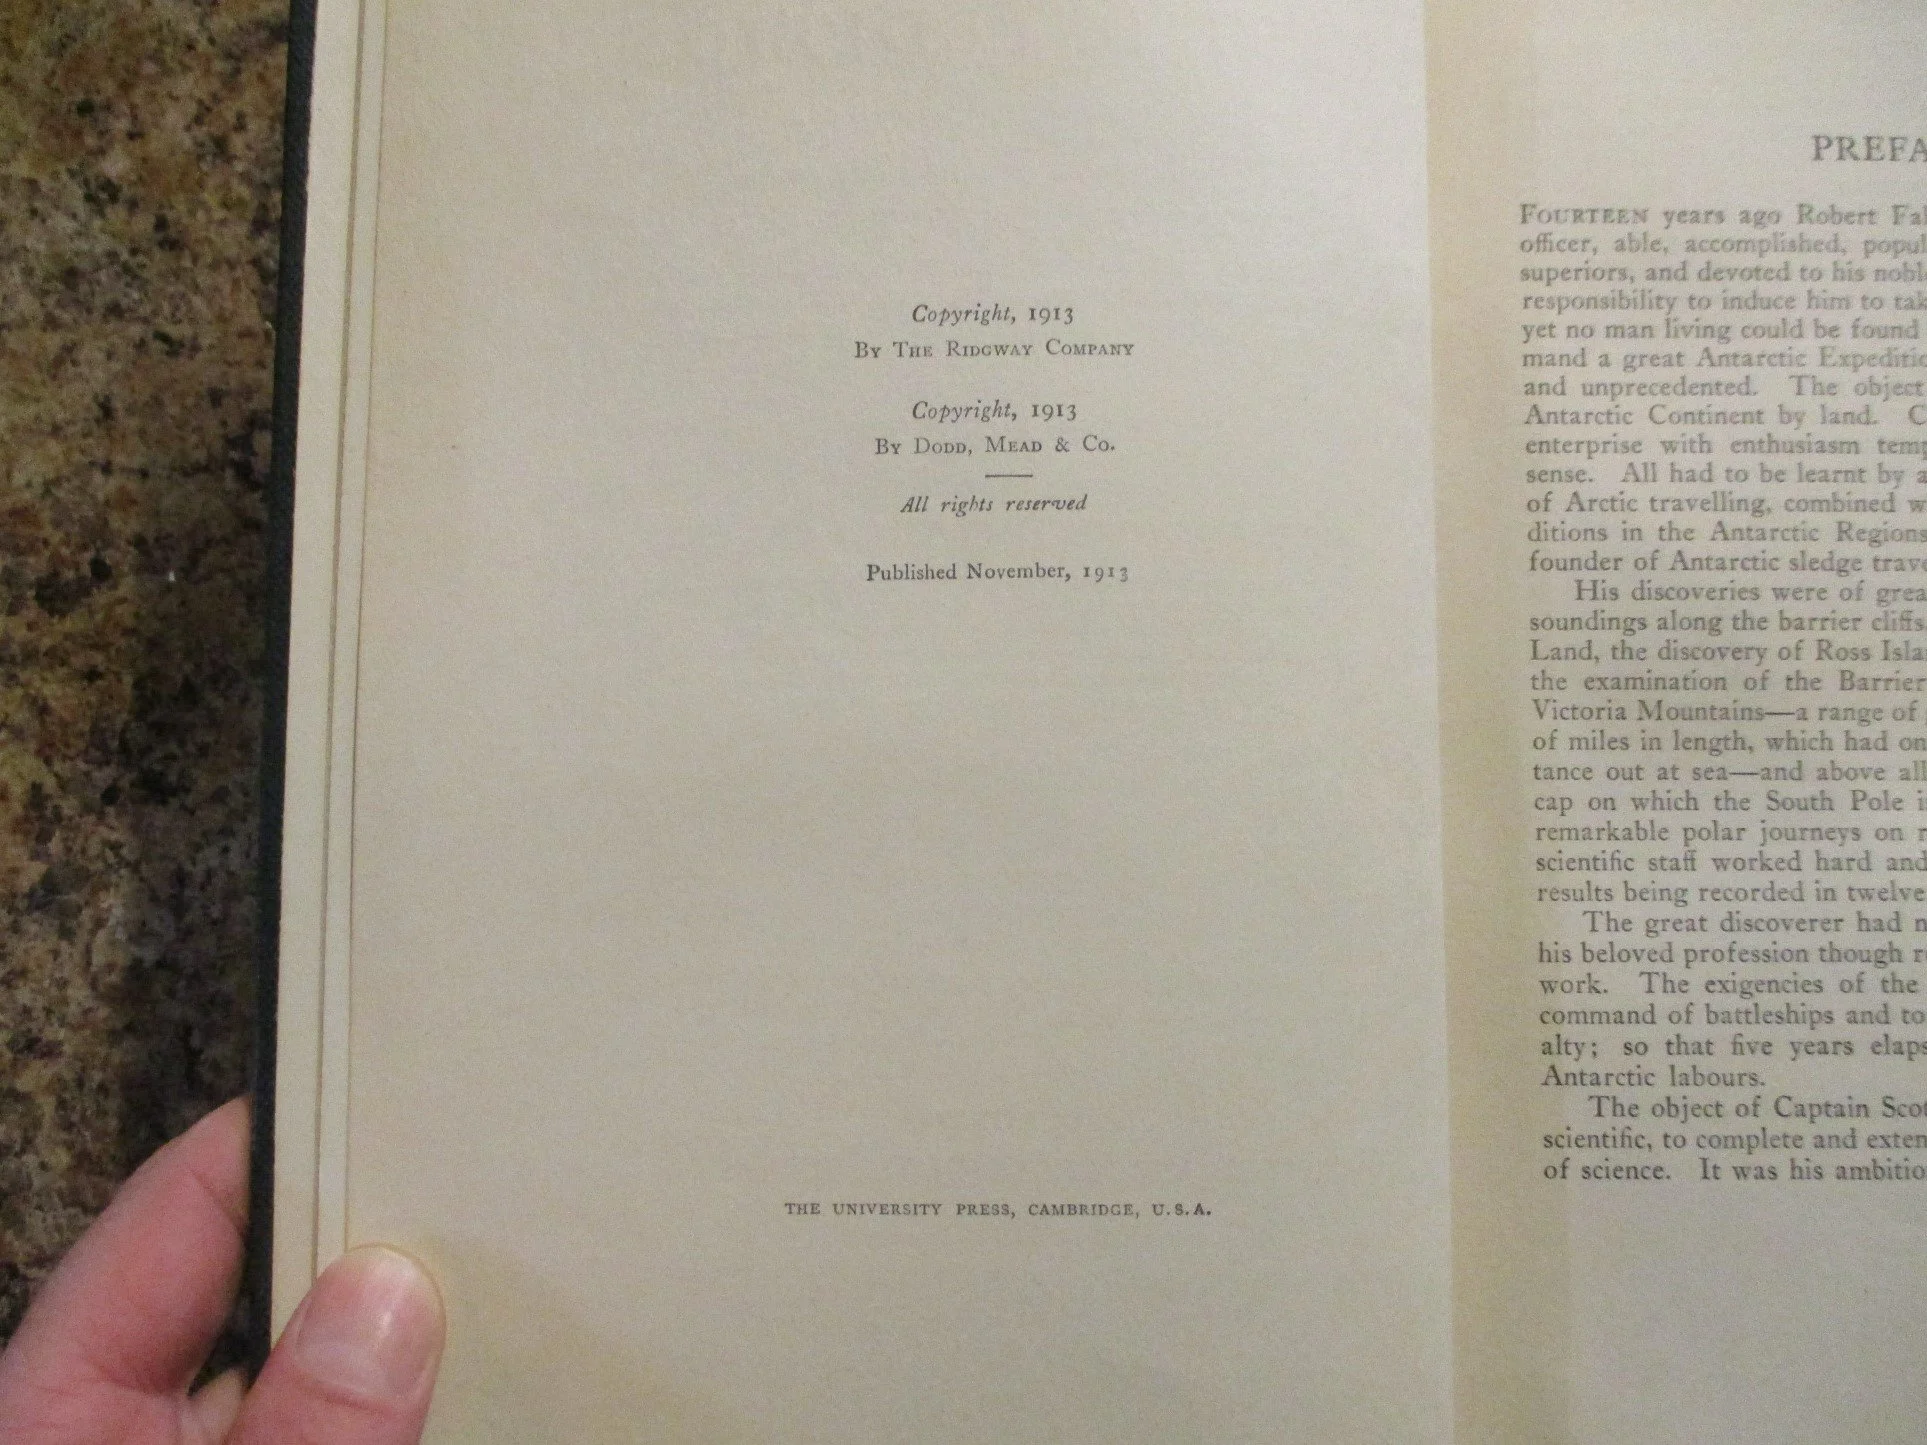 Copyright, 1913
By The Ridgway Company
Copyright, 1913
By Dodd, Mead & Co.
All rights reserved
Published November, 1913
THE UNIVERSITY PRESS, CAMBRIDGE, U.S.A.
PREFA
Fourteen years ago Robert Fal
officer, able, accomplished, popul
superiors, and devoted to his nobl
responsibility to induce him to tak
yet no man living could be found
mand a great Antarctic Expeditio
and unprecedented. The object
Antarctic Continent by land. C
enterprise with enthusiasm temp
sense. All had to be learnt by a
of Arctic travelling, combined w
ditions in the Antarctic Regions
founder of Antarctic sledge trave
His discoveries were of grea
soundings along the barrier cliffs
Land, the discovery of Ross Isla
the examination of the Barrier
Victoria Mountains—a range of
of miles in length, which had on
tance out at sea—and above all
cap on which the South Pole i
remarkable polar journeys on r
scientific staff worked hard and
results being recorded in twelve
The great discoverer had n
his beloved profession though r
work. The exigencies of the
command of battleships and to
alty; so that five years elaps
Antarctic labours.
The object of Captain Scot
scientific, to complete and exten
of science. It was his ambitio